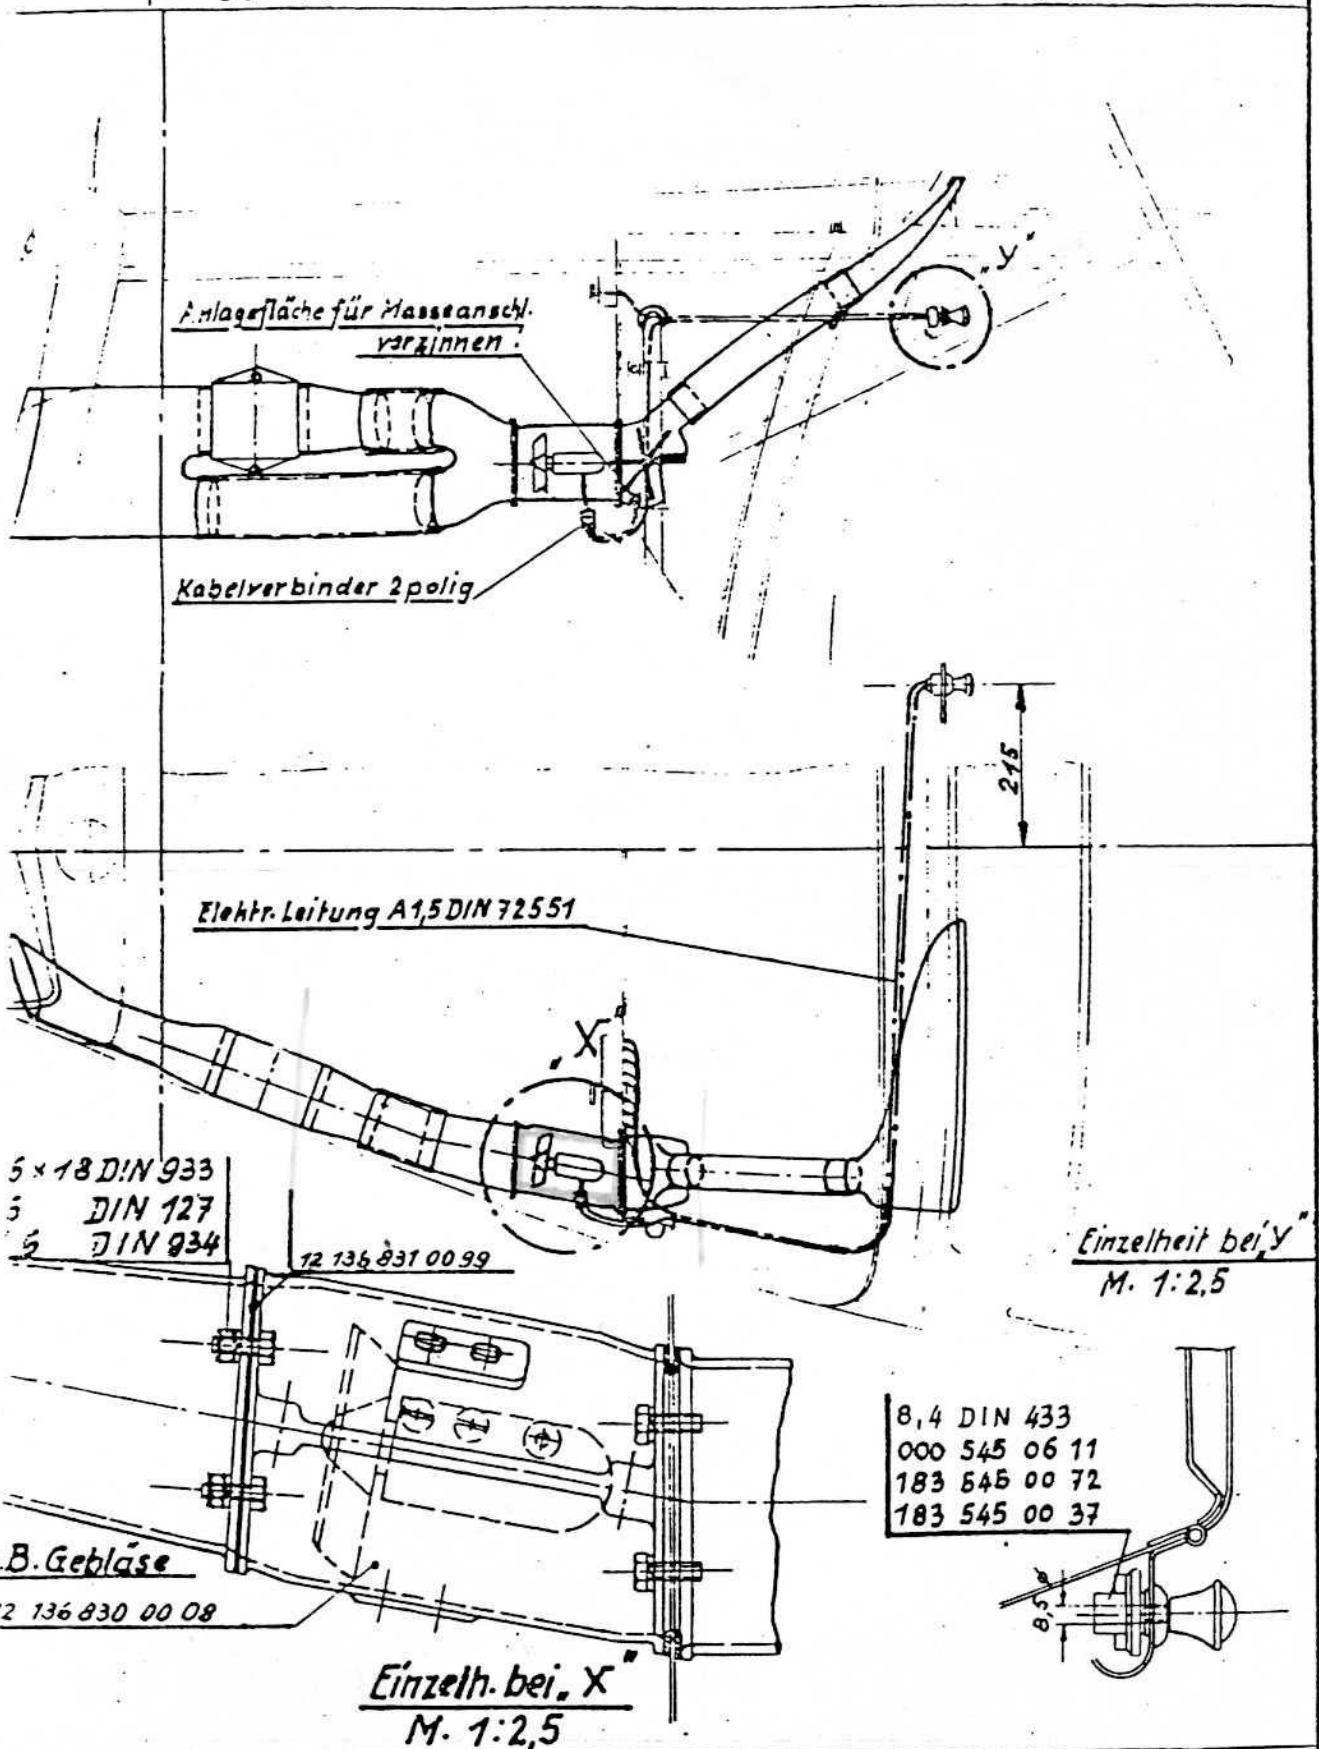 "Y"
Anlagefläche für Masseanschl.
verzinnen
Kabelverbinder 2polig
215
Elektr. Leitung A1,5 DIN 72551
"X"
6 × 18 DIN 933
DIN 127
DIN 934
12 136 831 00 99
Einzelheit bei „Y"
M. 1:2,5
8,4 DIN 433
000 545 06 11
183 545 00 72
183 545 00 37
8,5
.B. Gebläse
12 136 830 00 08
Einzelh. bei „X"
M. 1:2,5